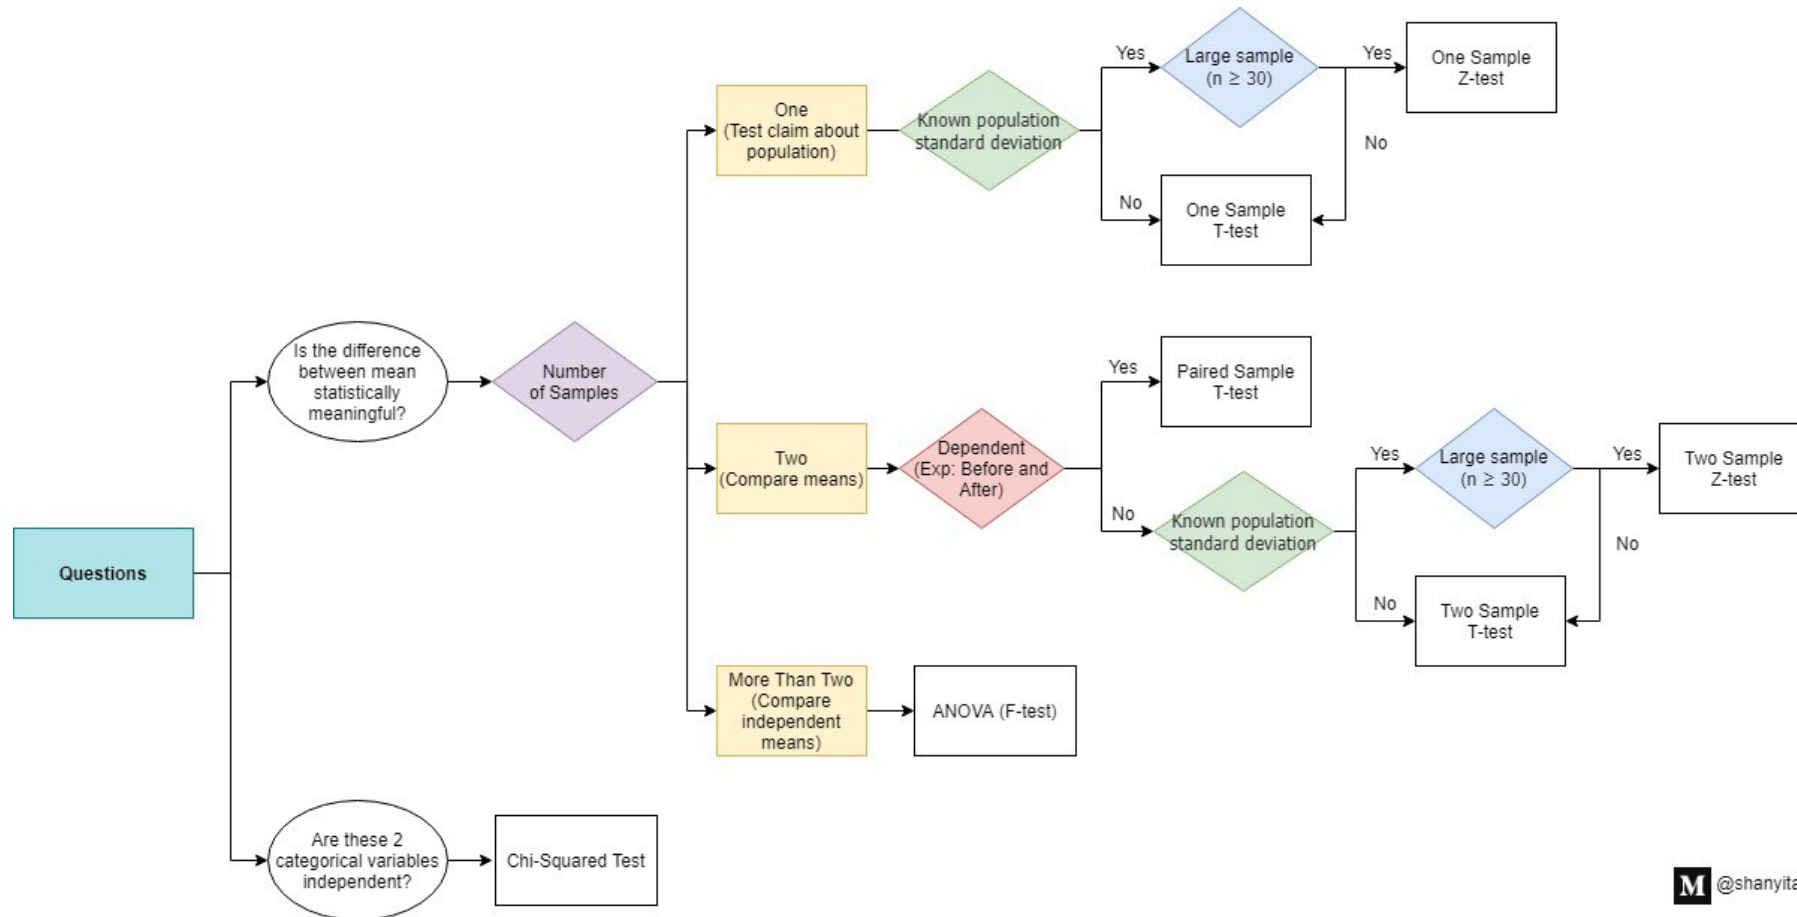 One
(Test claim about
population)
Known population
standard deviation
Yes
Large sample
(n ≥ 30)
Yes
One Sample
Z-test
No
No
One Sample
T-test
Is the difference
between mean
statistically
meaningful?
Number
of Samples
Yes
Paired Sample
T-test
Two
(Compare means)
Dependent
(Exp: Before and
After)
No
Known population
standard deviation
Yes
Large sample
(n ≥ 30)
Yes
Two Sample
Z-test
No
No
Two Sample
T-test
Questions
More Than Two
(Compare
independent
means)
ANOVA (F-test)
Are these 2
categorical variables
independent?
Chi-Squared Test
M @shanyita